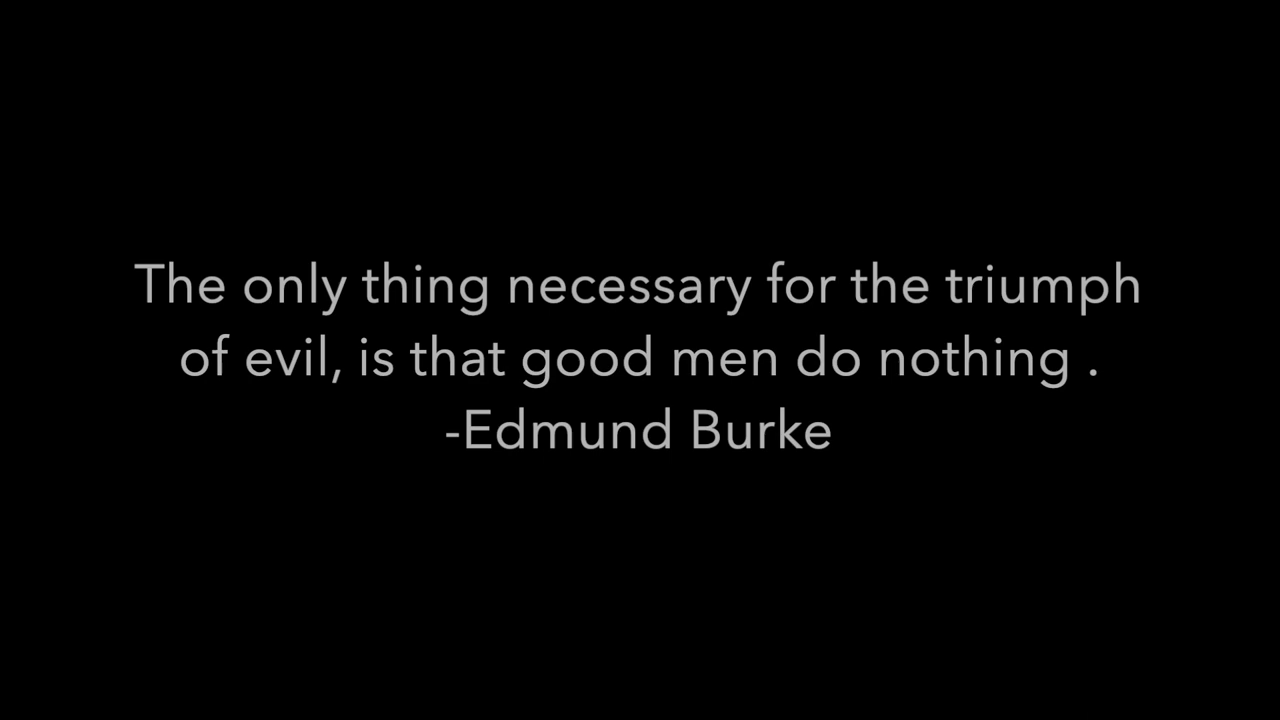 The only thing necessary for the triumph
of evil, is that good men do nothing .
-Edmund Burke